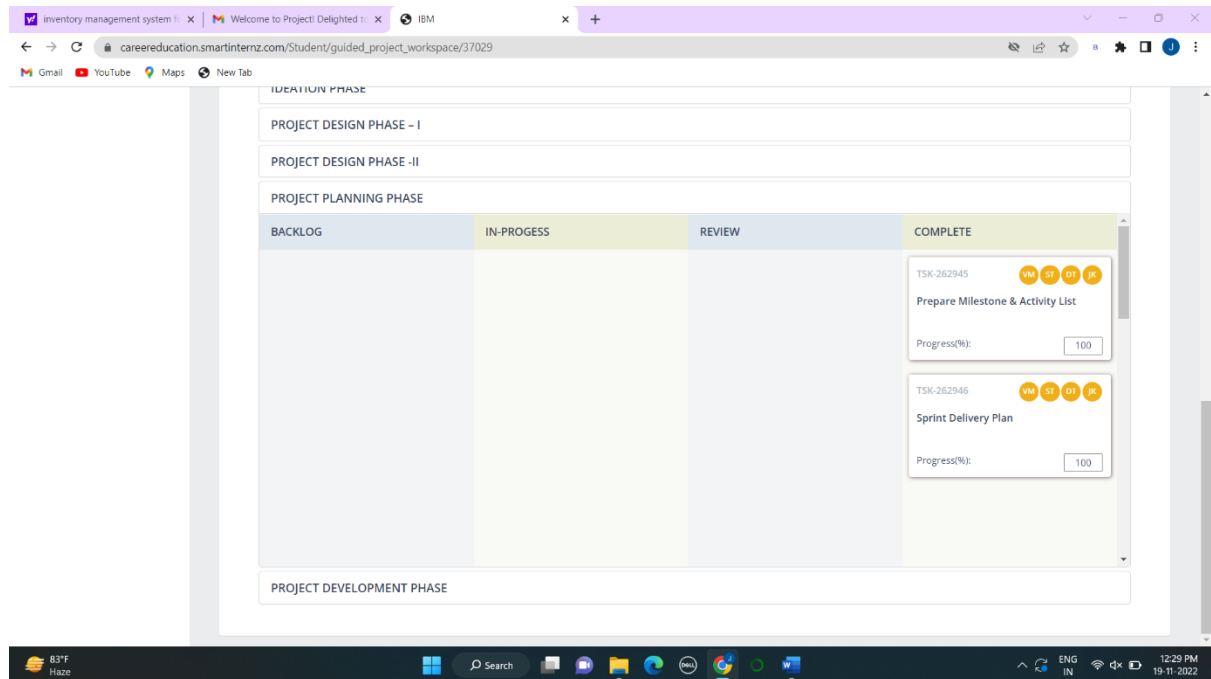 inventory management system f
Welcome to Project! Delighted t
IBM
careereducation.smartinternz.com/Student/guided_project_workspace/37029
B
J
Gmail
YouTube
Maps
New Tab
IDEATION PHASE
PROJECT DESIGN PHASE – I
PROJECT DESIGN PHASE -II
PROJECT PLANNING PHASE
BACKLOG
IN-PROGESS
REVIEW
COMPLETE
TSK-262945
VM ST DT JK
Prepare Milestone & Activity List
Progress(%):
100
TSK-262946
VM ST DT JK
Sprint Delivery Plan
Progress(%):
100
PROJECT DEVELOPMENT PHASE
83°F
Haze
Search
DELL
ENG
IN
12:29 PM
19-11-2022